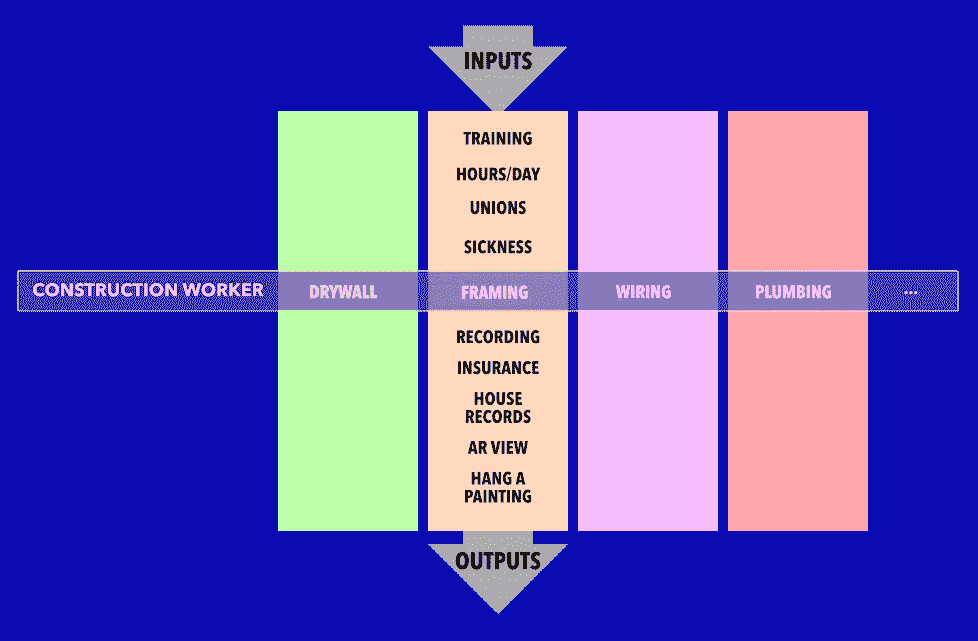 INPUTS
TRAINING
HOURS/DAY
UNIONS
SICKNESS
CONSTRUCTION WORKER DRYWALL FRAMING WIRING PLUMBING ...
RECORDING
INSURANCE
HOUSE
RECORDS
AR VIEW
HANG A
PAINTING
OUTPUTS